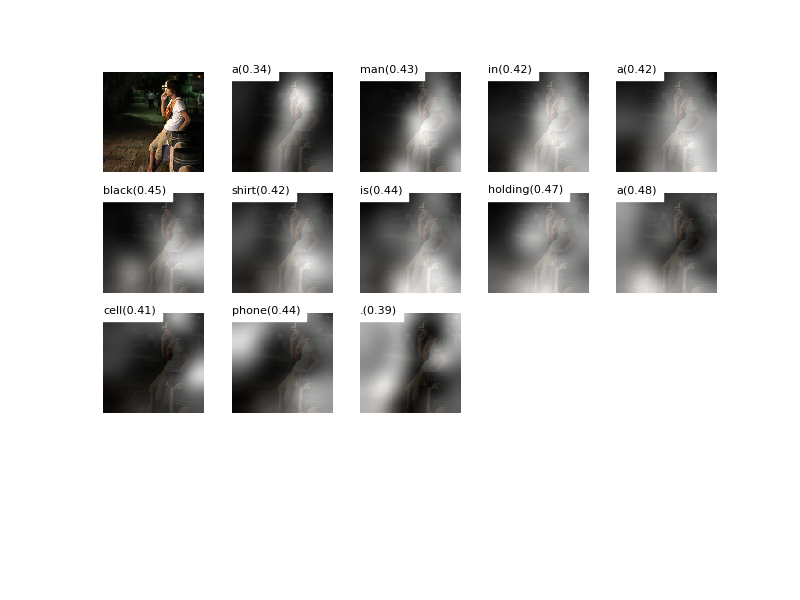 a(0.34) man(0.43) in(0.42) a(0.42)
black(0.45) shirt(0.42) is(0.44) holding(0.47) a(0.48)
cell(0.41) phone(0.44) .(0.39)